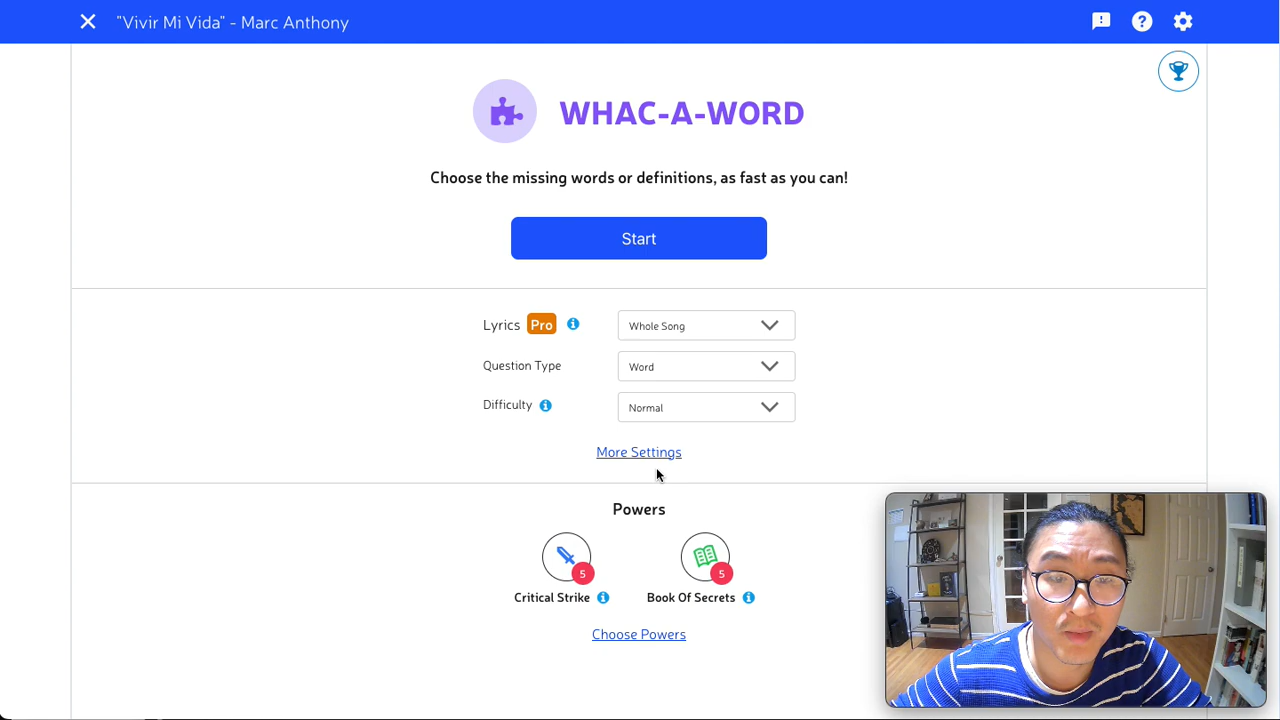 "Vivir Mi Vida" - Marc Anthony
WHAC-A-WORD
Choose the missing words or definitions, as fast as you can!
Start
Lyrics Pro Whole Song
Question Type Word
Difficulty Normal
More Settings
Powers
5 5
Critical Strike Book Of Secrets
Choose Powers